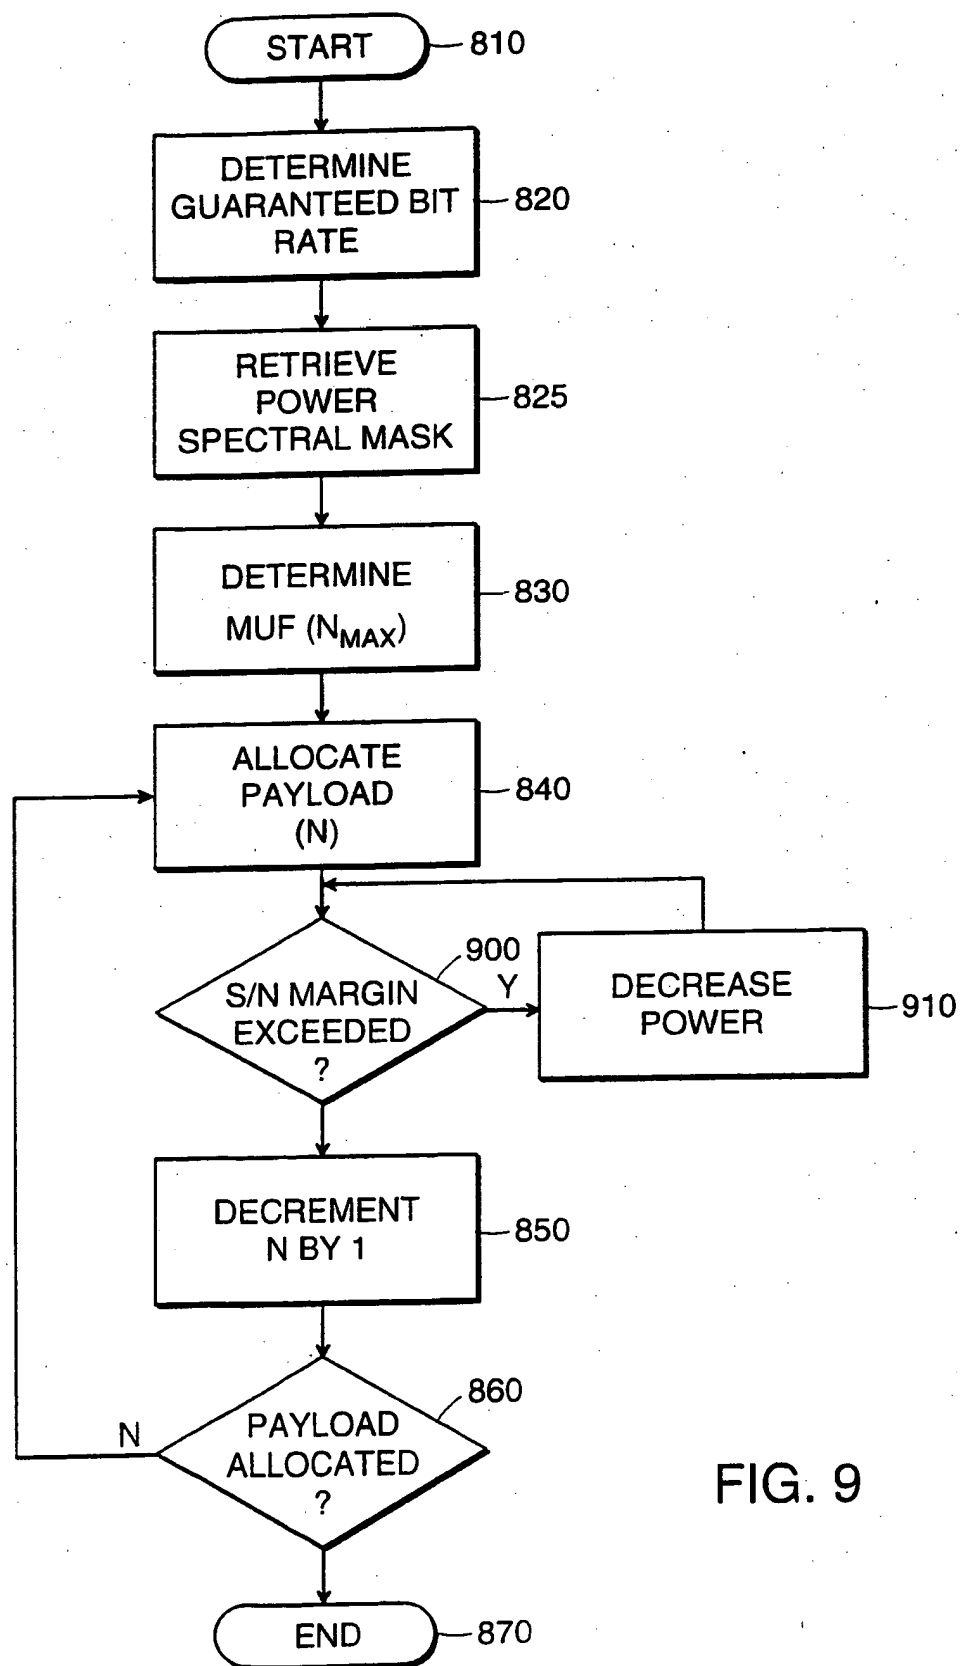 START
810
DETERMINE
GUARANTEED BIT
RATE
820
RETRIEVE
POWER
SPECTRAL MASK
825
DETERMINE
MUF (NMAX)
830
ALLOCATE
PAYLOAD
(N)
840
900
S/N MARGIN
EXCEEDED
?
Y
DECREASE
POWER
910
DECREMENT
N BY 1
850
860
N
PAYLOAD
ALLOCATED
?
FIG. 9
END
870